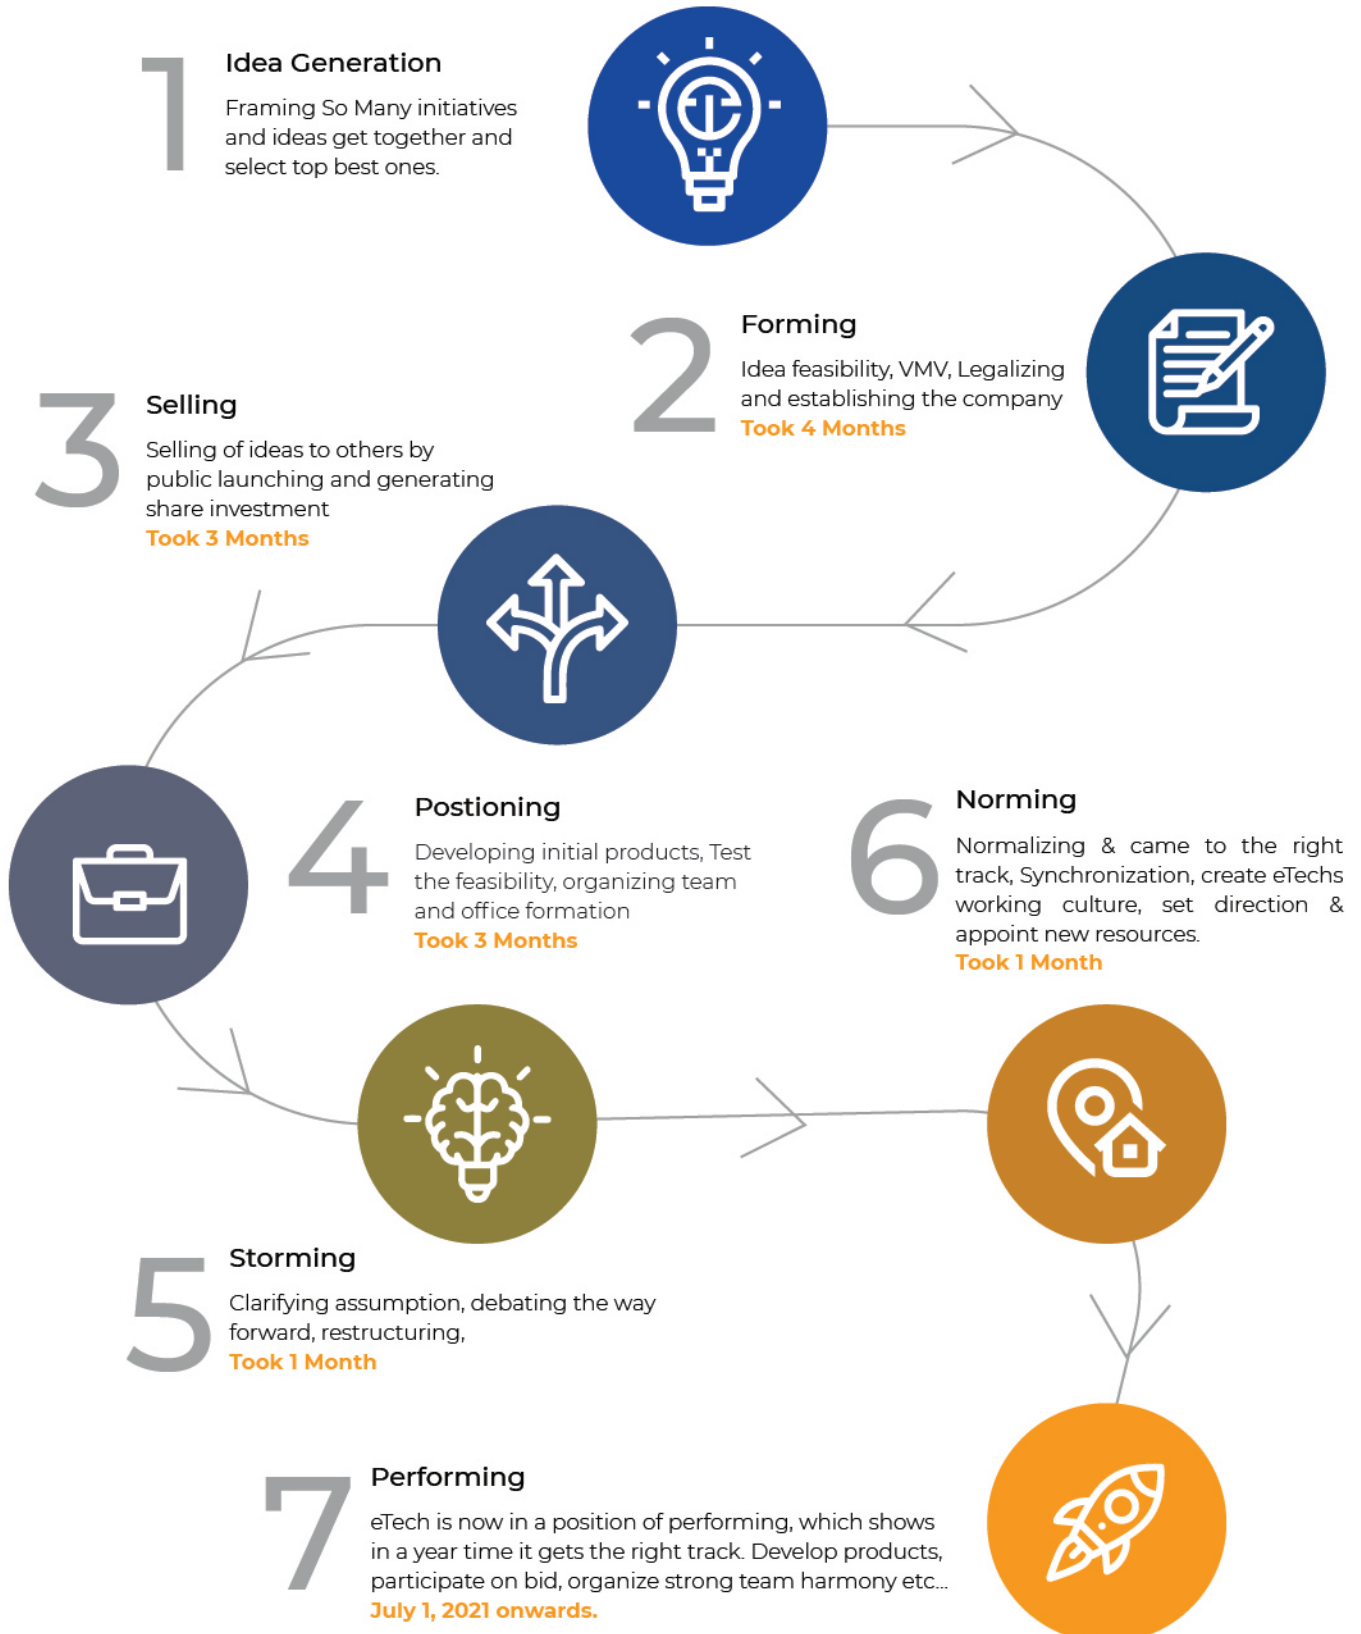 1
Idea Generation
Framing So Many initiatives
and ideas get together and
select top best ones.
2
Forming
Idea feasibility, VMV, Legalizing
and establishing the company
Took 4 Months
3
Selling
Selling of ideas to others by
public launching and generating
share investment
Took 3 Months
4
Postioning
Developing initial products, Test
the feasibility, organizing team
and office formation
Took 3 Months
5
Storming
Clarifying assumption, debating the way
forward, restructuring,
Took 1 Month
6
Norming
Normalizing & came to the right
track, Synchronization, create eTechs
working culture, set direction &
appoint new resources.
Took 1 Month
7
Performing
eTech is now in a position of performing, which shows
in a year time it gets the right track. Develop products,
participate on bid, organize strong team harmony etc...
July 1, 2021 onwards.